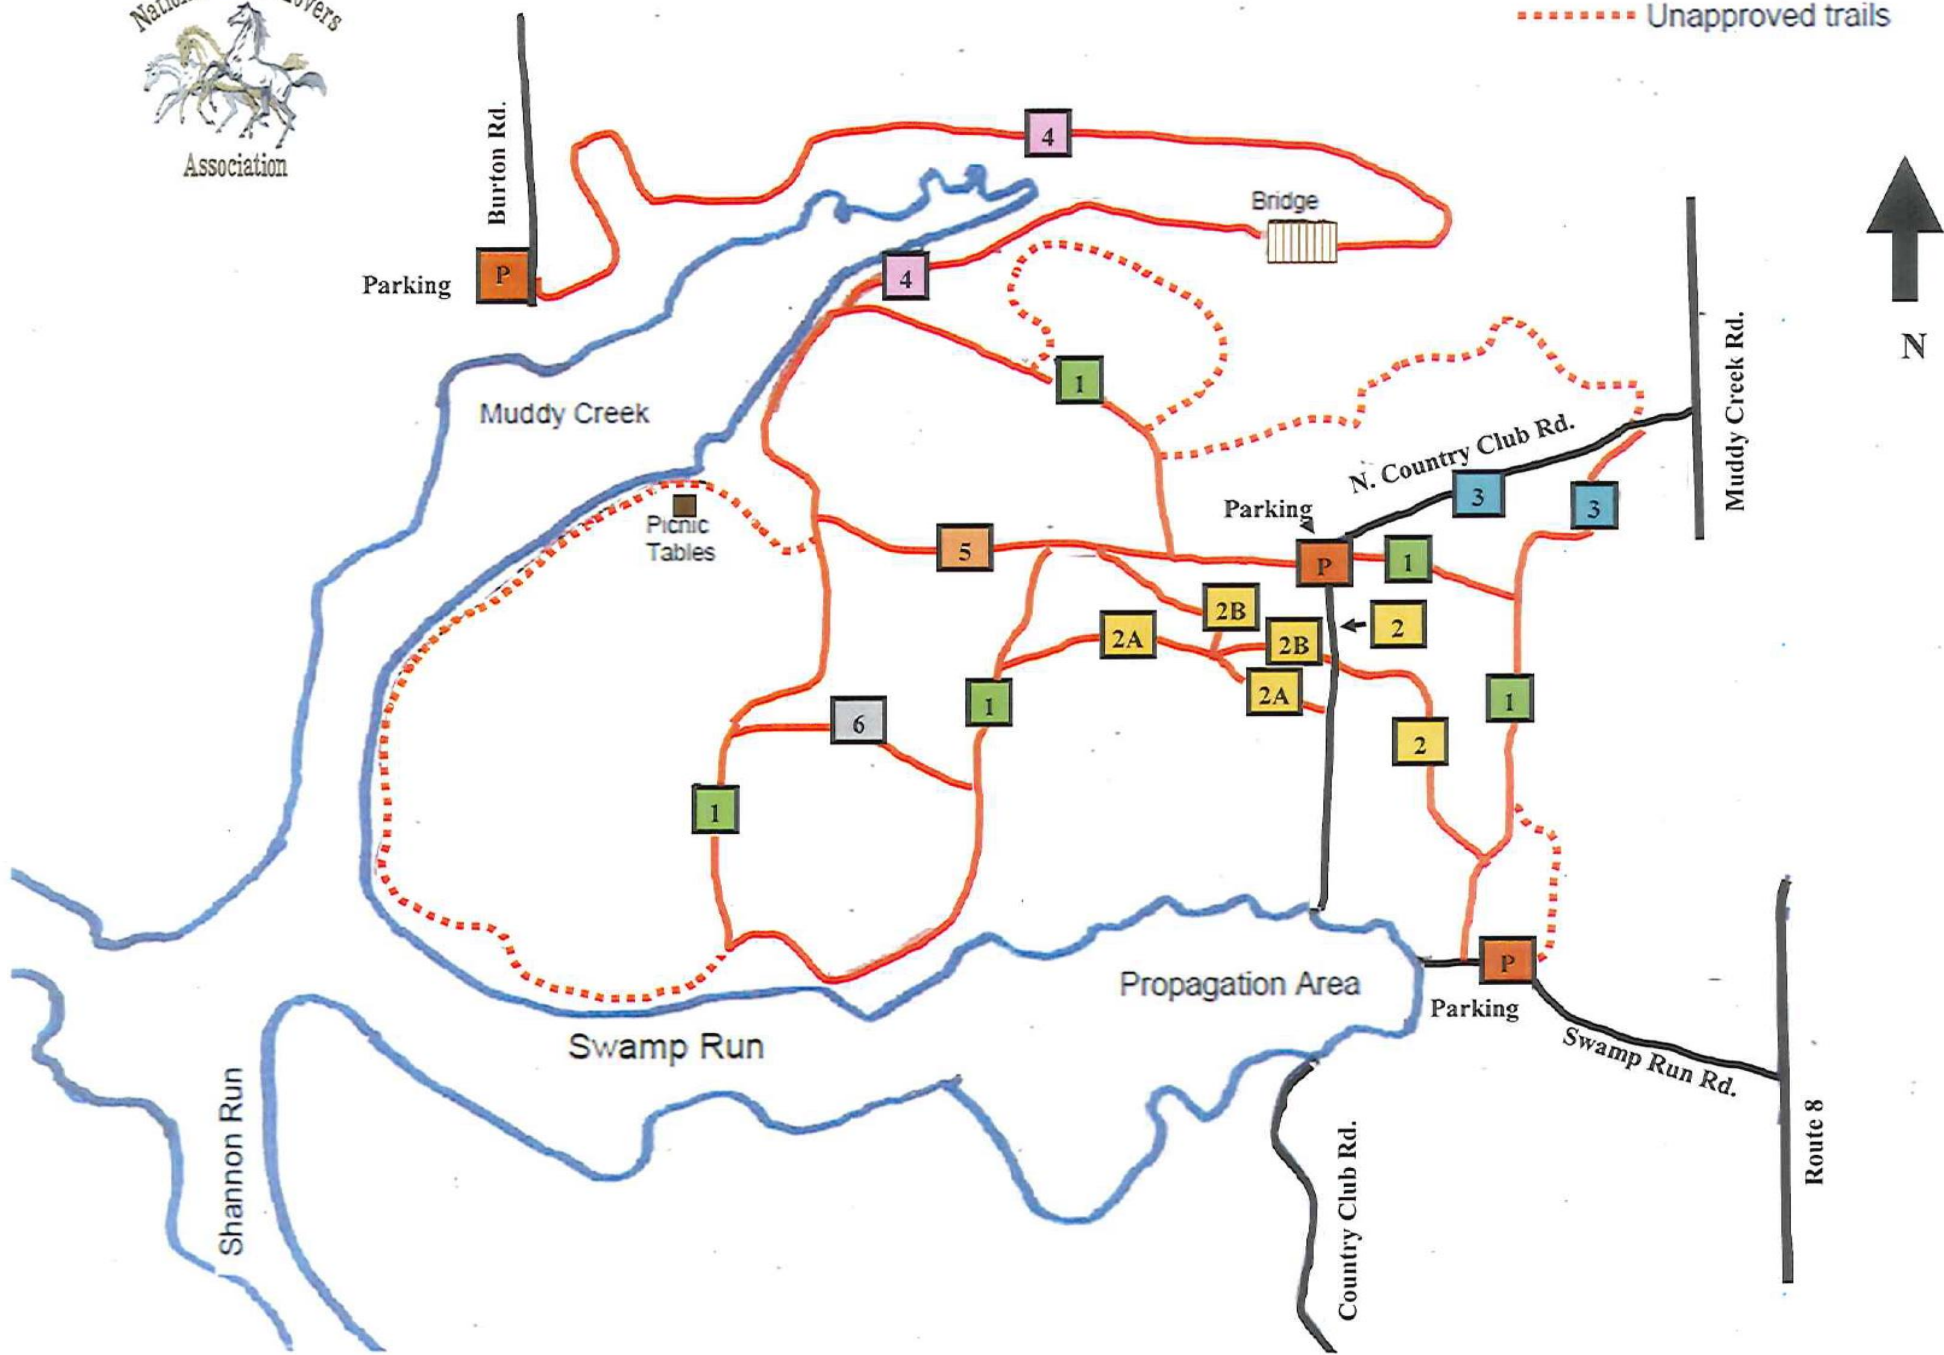 Unapproved trails
Association
Burton Rd.
4
Bridge
P
Parking
4
N
Muddy Creek Rd.
1
Muddy Creek
N. Country Club Rd.
3
3
Parking
Picnic
Tables
5
P
1
2B
2
2A
2B
2A
1
1
6
2
1
Propagation Area
P
Parking
Swamp Run
Swamp Run Rd.
Shannon Run
Country Club Rd.
Route 8